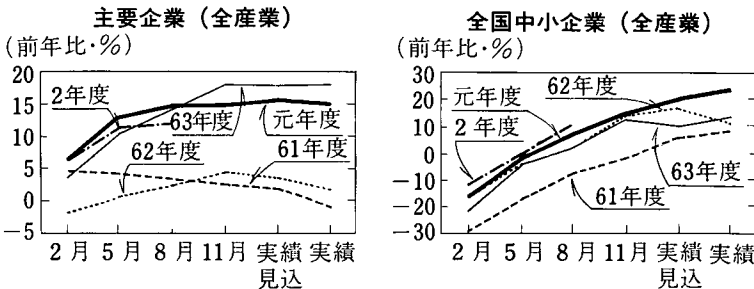 主要企業（全産業）
（前年比・％）
20
15
10
5
0
−5
2年度
63年度
元年度
62年度
61年度
2月
5月
8月
11月
実績見込
実績
全国中小企業（全産業）
（前年比・％）
30
20
10
0
−10
−20
−30
元年度
2年度
62年度
63年度
61年度
2月
5月
8月
11月
実績見込
実績